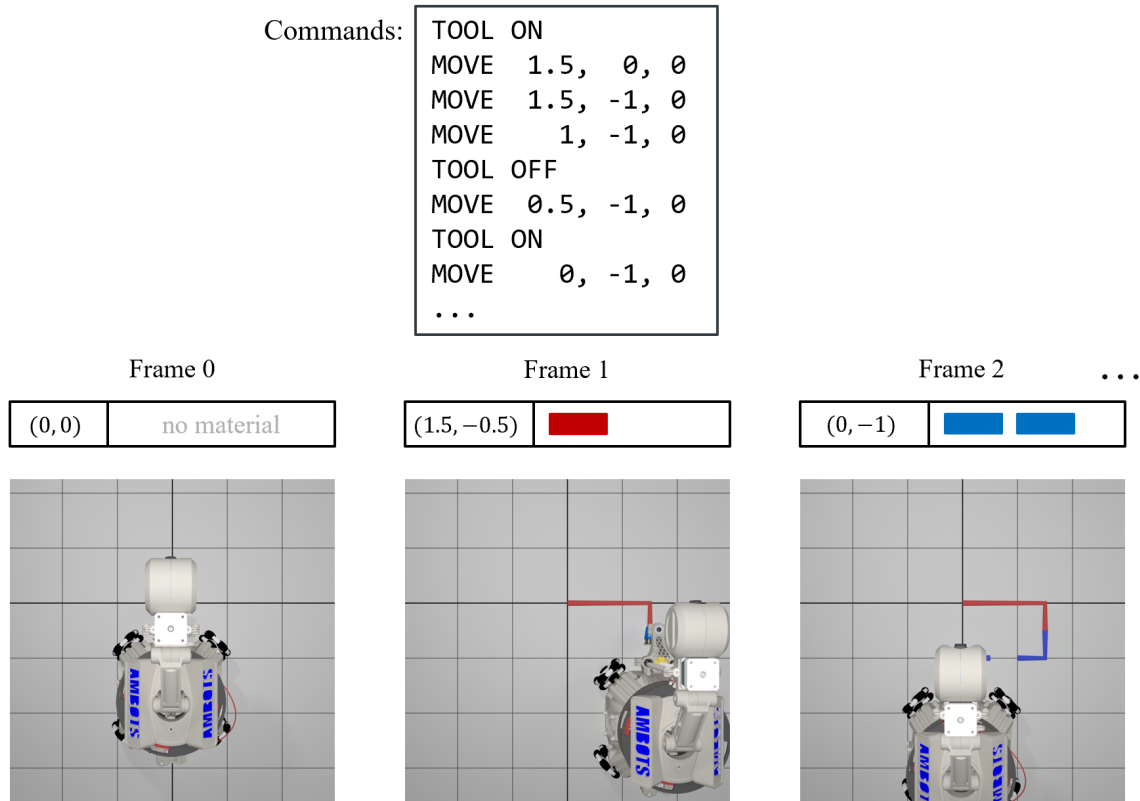 Commands:
TOOL ON
MOVE 1.5, 0, 0
MOVE 1.5, -1, 0
MOVE 1, -1, 0
TOOL OFF
MOVE 0.5, -1, 0
TOOL ON
MOVE 0, -1, 0
...
Frame 0
Frame 1
Frame 2
...
(0, 0)
no material
(1.5, −0.5)
(0, −1)
AMBOTS
AMBOTS
AMBOTS
AMBOTS